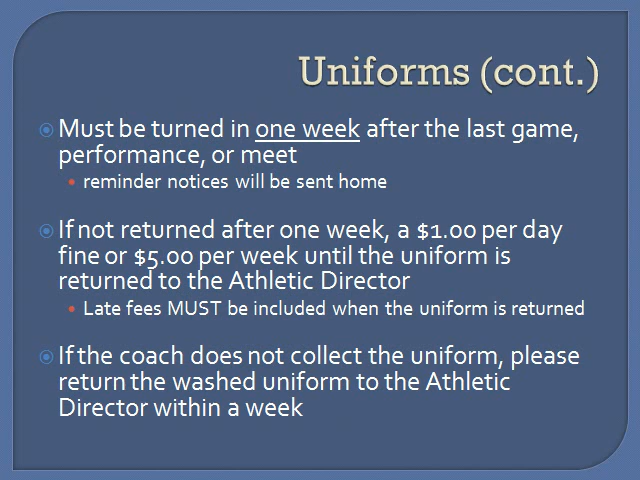 Uniforms (cont.)
Must be turned in one week after the last game,
performance, or meet
reminder notices will be sent home
If not returned after one week, a $1.00 per day
fine or $5.00 per week until the uniform is
returned to the Athletic Director
Late fees MUST be included when the uniform is returned
If the coach does not collect the uniform, please
return the washed uniform to the Athletic
Director within a week